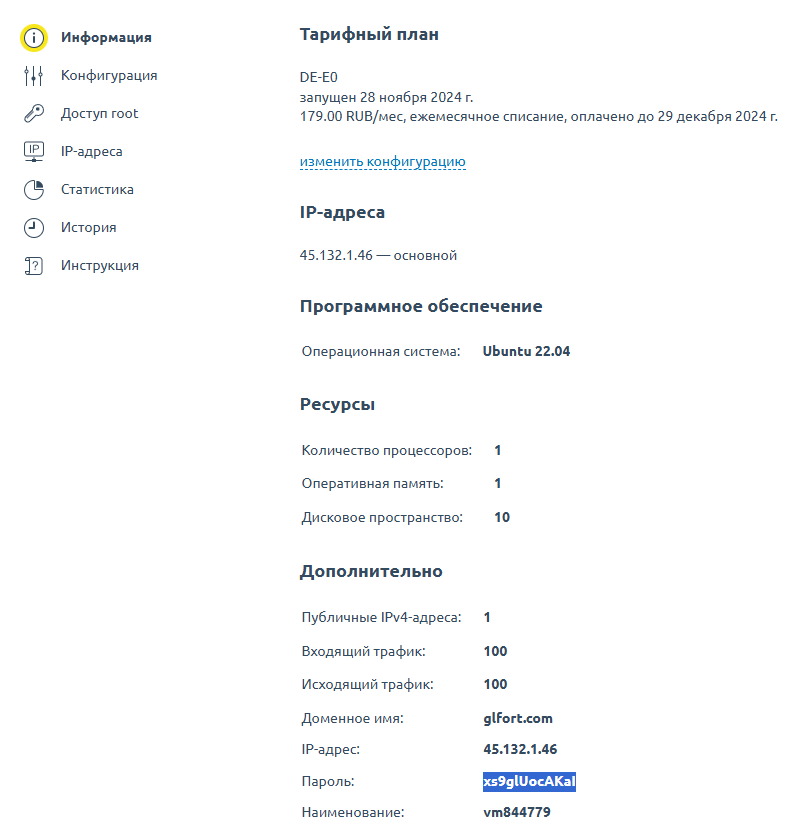 Информация
Конфигурация
Доступ root
IP
IP-адреса
Статистика
История
Инструкция
Тарифный план
DE-E0
запущен 28 ноября 2024 г.
179.00 RUB/мес, ежемесячное списание, оплачено до 29 декабря 2024 г.
изменить конфигурацию
IP-адреса
45.132.1.46 — основной
Программное обеспечение
Операционная система: Ubuntu 22.04
Ресурсы
Количество процессоров: 1
Оперативная память: 1
Дисковое пространство: 10
Дополнительно
Публичные IPv4-адреса: 1
Входящий трафик: 100
Исходящий трафик: 100
Доменное имя: glfort.com
IP-адрес: 45.132.1.46
Пароль: xs9glUocAKaI
Наименование: vm844779